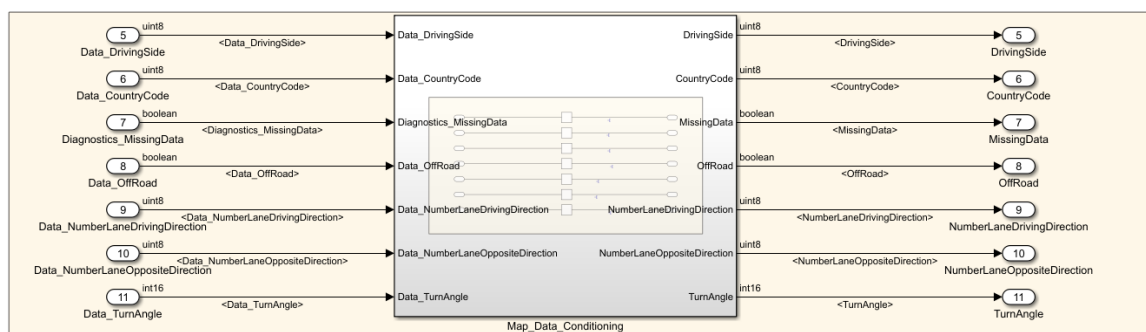 uint8
5
Data_DrivingSide
<Data_DrivingSide>
Data_DrivingSide
DrivingSide
uint8
<DrivingSide>
5
DrivingSide
uint8
6
Data_CountryCode
<Data_CountryCode>
Data_CountryCode
CountryCode
uint8
<CountryCode>
6
CountryCode
boolean
7
Diagnostics_MissingData
<Diagnostics_MissingData>
Diagnostics_MissingData
MissingData
boolean
<MissingData>
7
MissingData
boolean
8
Data_OffRoad
<Data_OffRoad>
Data_OffRoad
OffRoad
boolean
<OffRoad>
8
OffRoad
uint8
9
Data_NumberLaneDrivingDirection
<Data_NumberLaneDrivingDirection>
Data_NumberLaneDrivingDirection
NumberLaneDrivingDirection
uint8
<NumberLaneDrivingDirection>
9
NumberLaneDrivingDirection
uint8
10
Data_NumberLaneOppositeDirection
<Data_NumberLaneOppositeDirection>
Data_NumberLaneOppositeDirection
NumberLaneOppositeDirection
uint8
<NumberLaneOppositeDirection>
10
NumberLaneOppositeDirection
int16
11
Data_TurnAngle
<Data_TurnAngle>
Data_TurnAngle
TurnAngle
int16
<TurnAngle>
11
TurnAngle
Map_Data_Conditioning